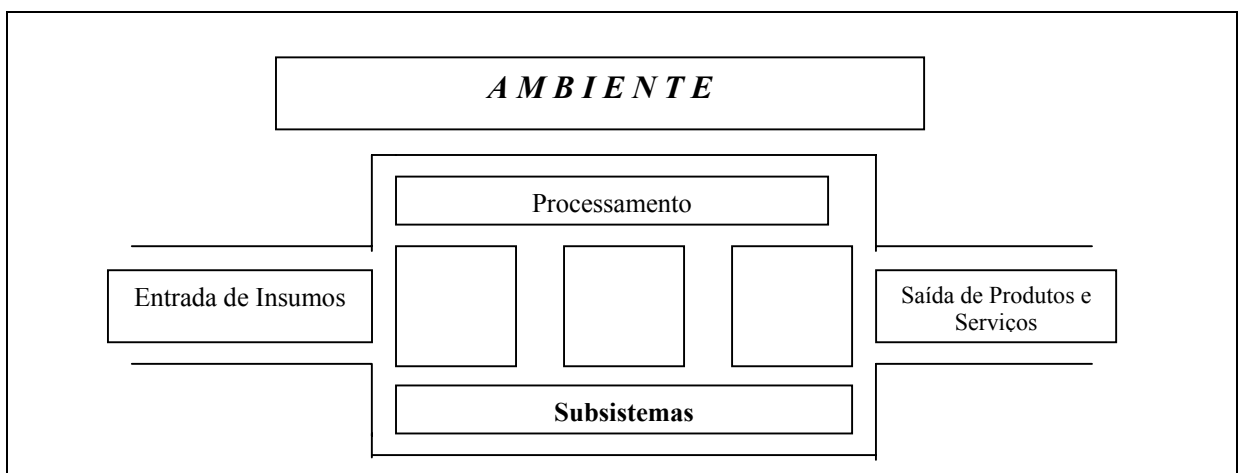 A M B I E N T E
Processamento
Entrada de Insumos
Saída de Produtos e
Serviços
Subsistemas